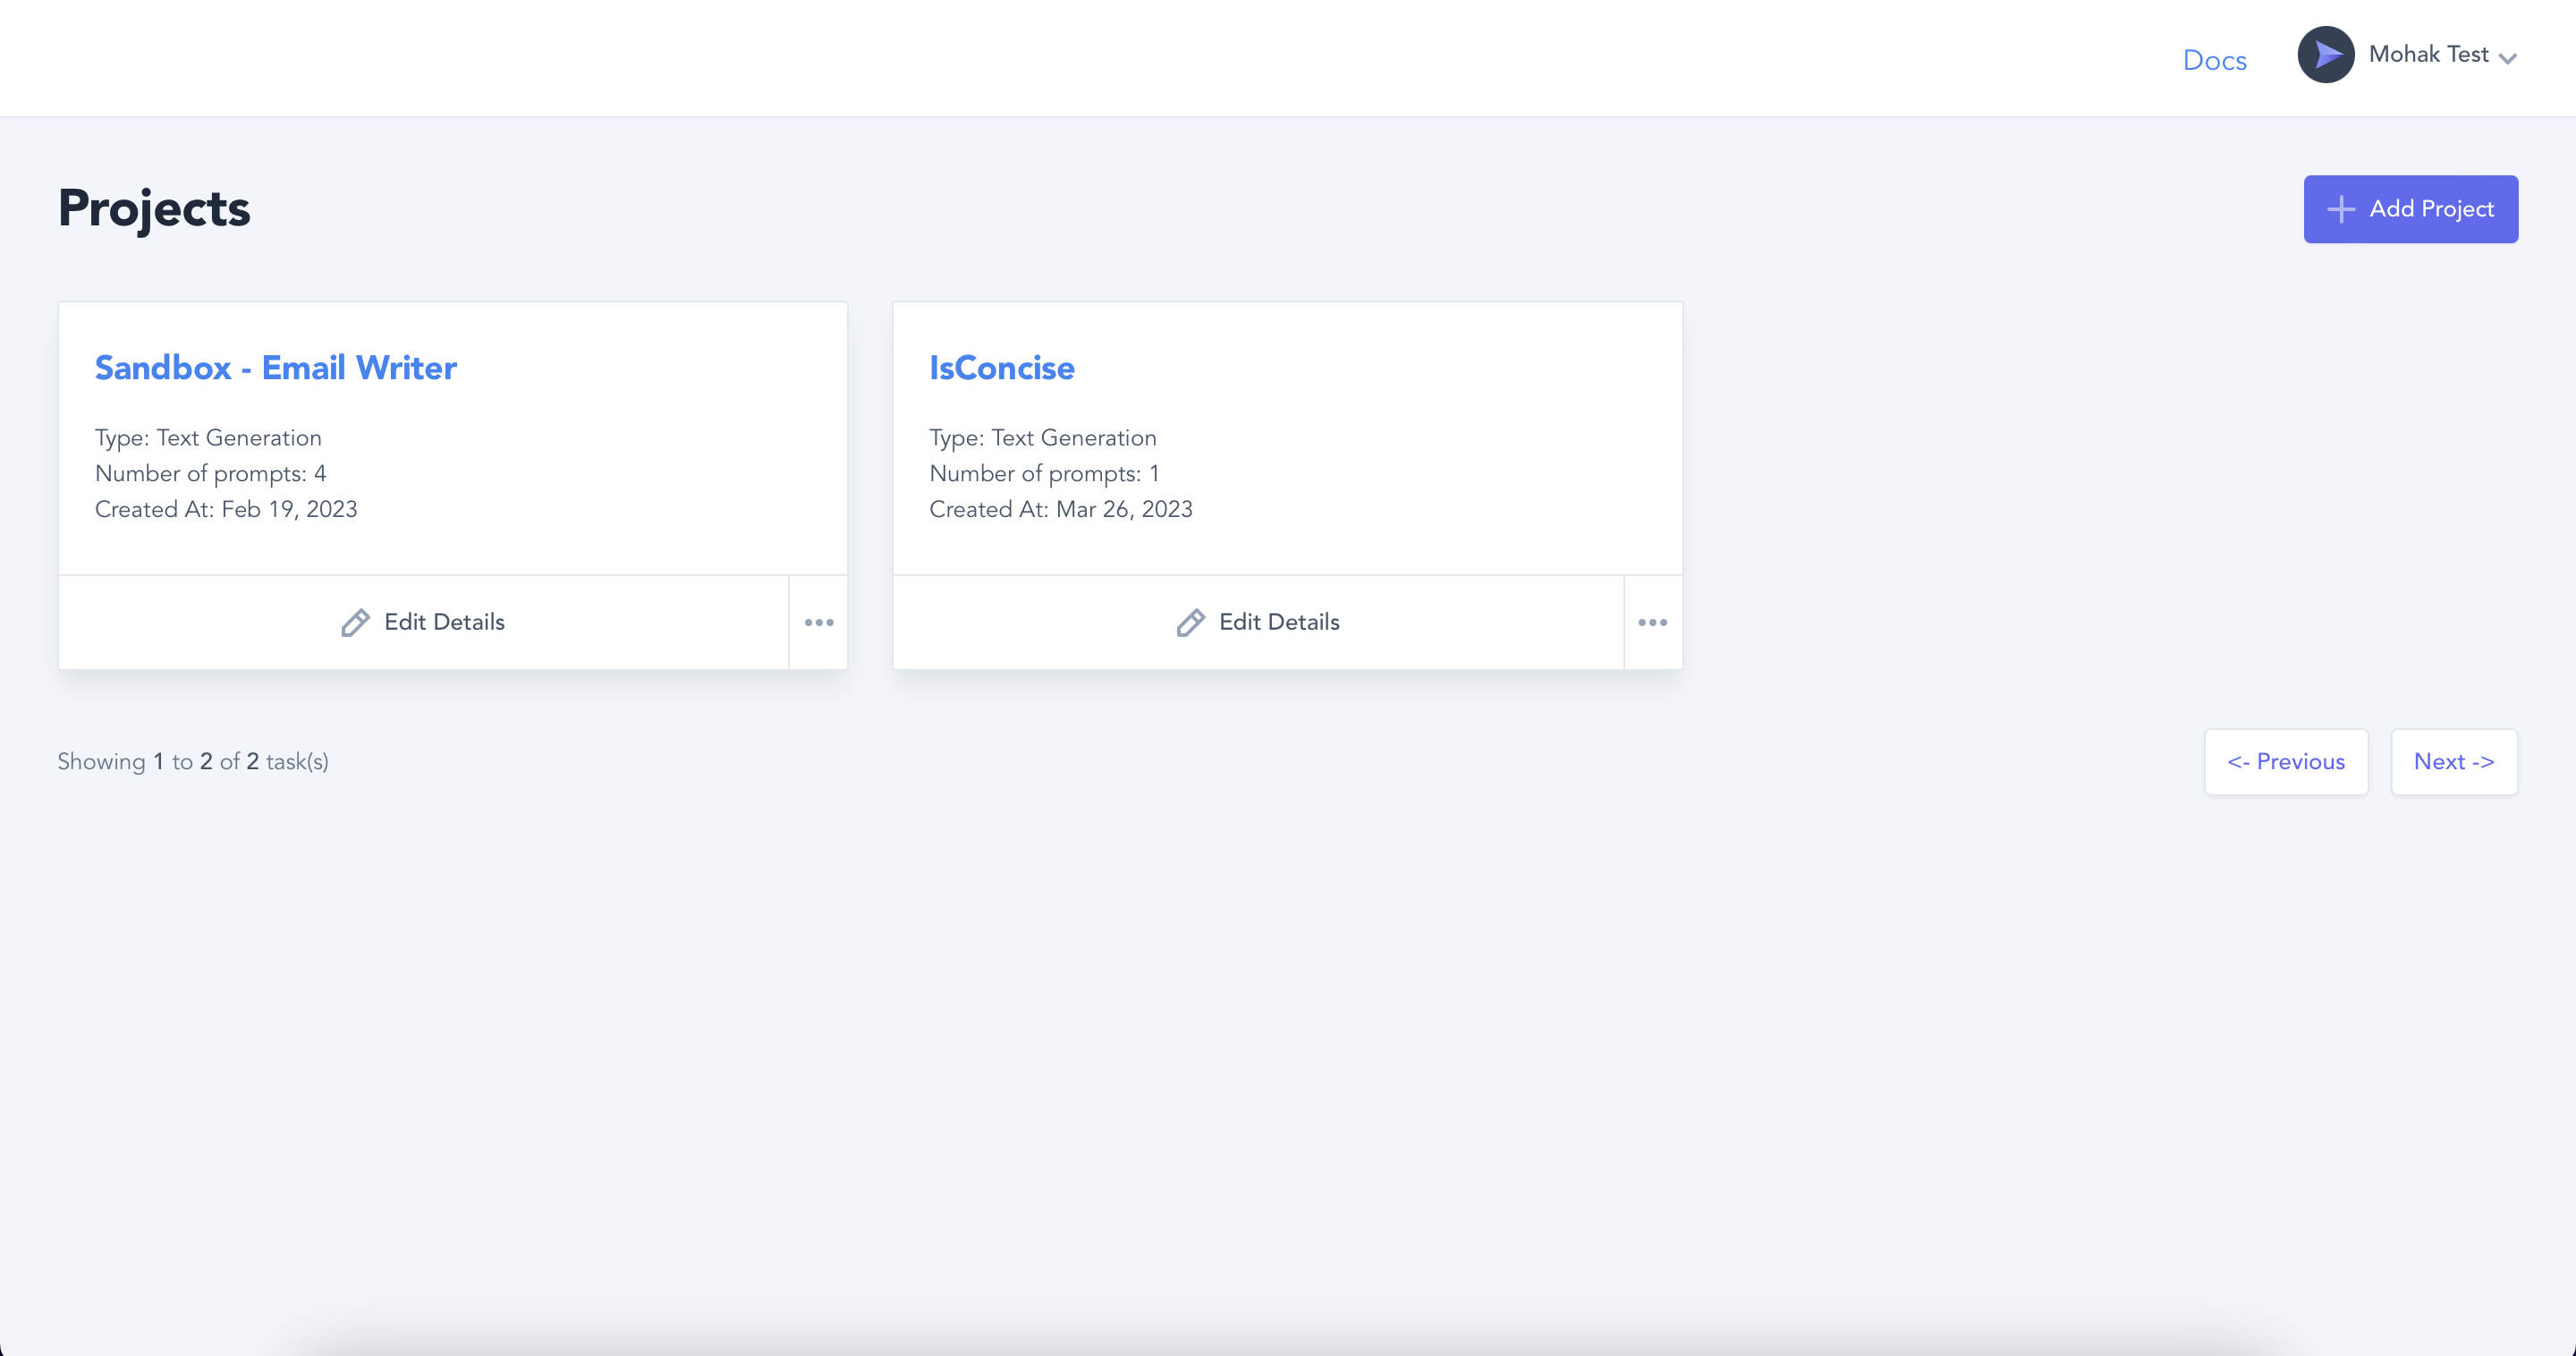 Docs
Mohak Test
Projects
Add Project
Sandbox - Email Writer
Type: Text Generation
Number of prompts: 4
Created At: Feb 19, 2023
Edit Details
IsConcise
Type: Text Generation
Number of prompts: 1
Created At: Mar 26, 2023
Edit Details
Showing 1 to 2 of 2 task(s)
<- Previous
Next ->